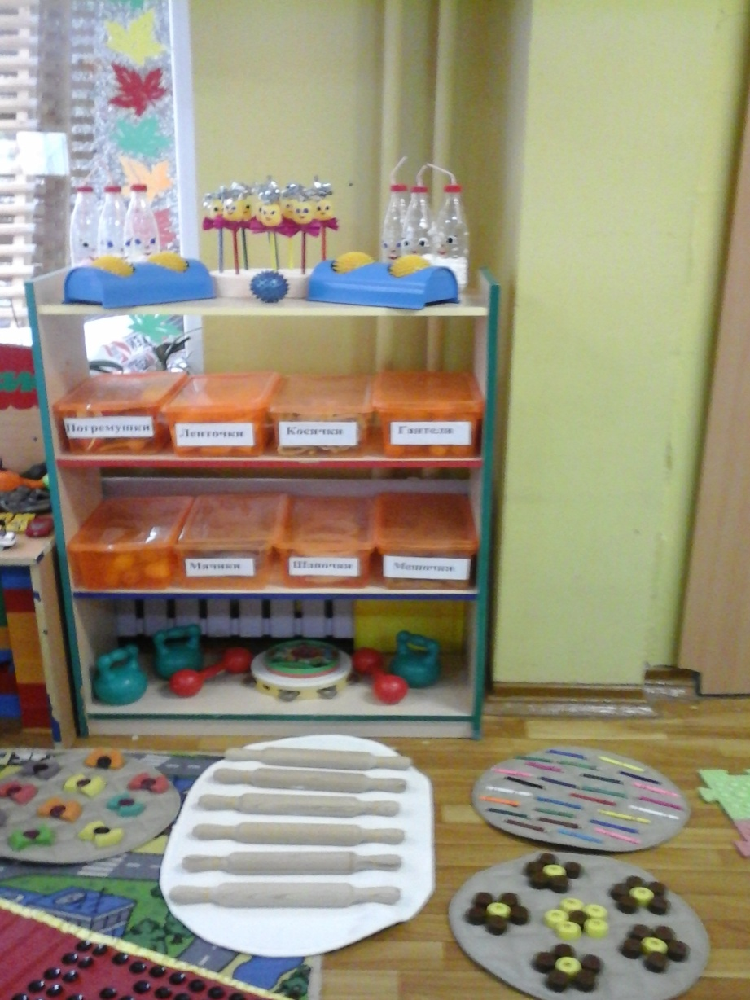 Погремушки
Ленточки
Косички
Гантели
Мячики
Шапочки
Мешочки